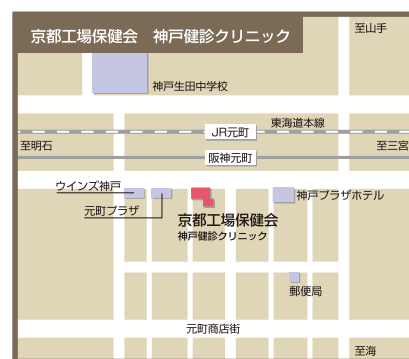 京都工場保健会 神戸健診クリニック
至山手
神戸生田中学校
東海道本線
JR元町
至明石
至三宮
阪神元町
ウインズ神戸
神戸プラザホテル
元町プラザ
京都工場保健会
神戸健診クリニック
郵便局
元町商店街
至海